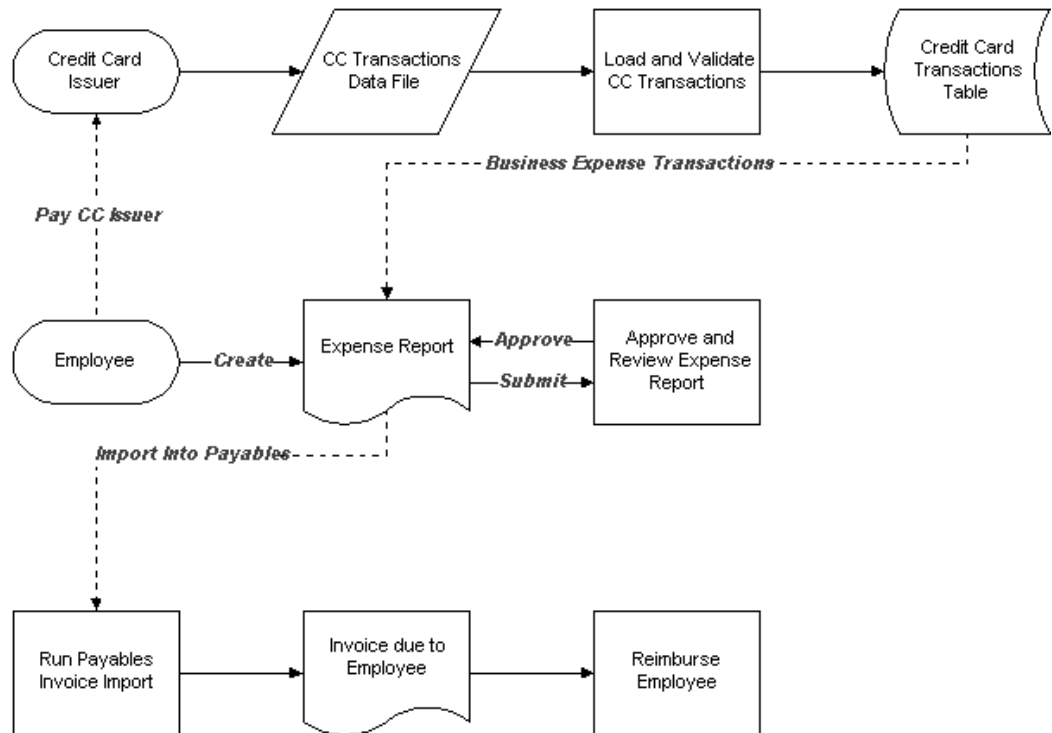 Credit Card
Issuer
CC Transactions
Data File
Load and Validate
CC Transactions
Credit Card
Transactions
Table
Business Expense Transactions
Pay CC Issuer
Employee
Create
Expense Report
Approve
Submit
Approve and
Review Expense
Report
Import Into Payables
Run Payables
Invoice Import
Invoice due to
Employee
Reimburse
Employee